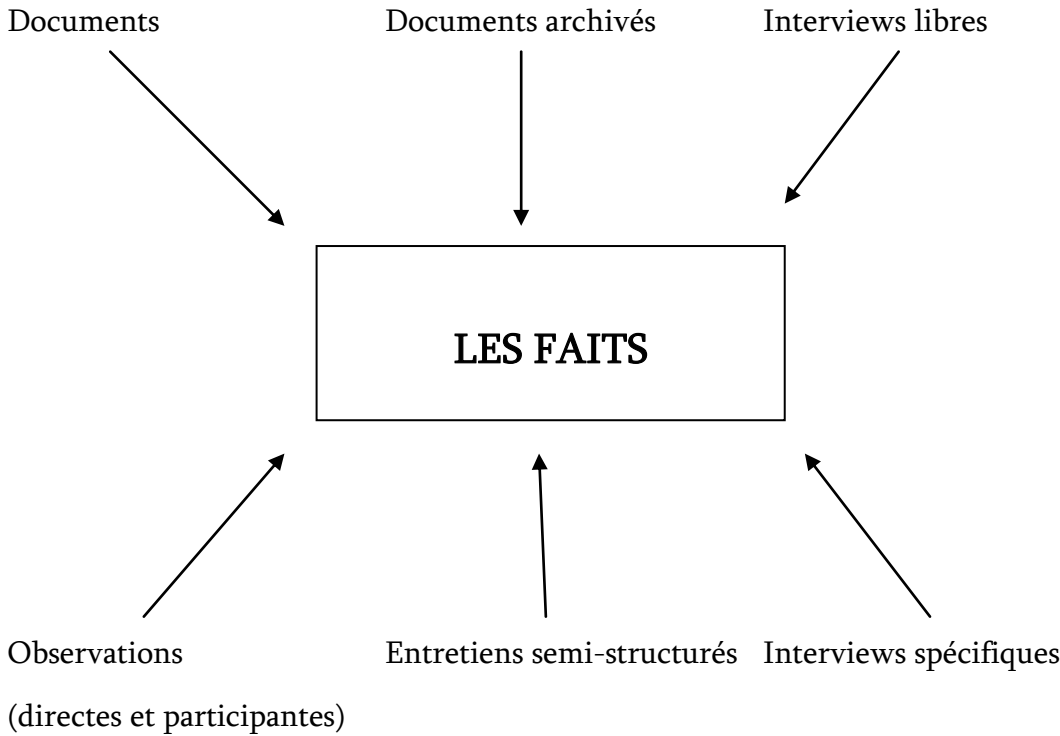 Documents
Documents archivés
Interviews libres
LES FAITS
Observations
(directes et participantes)
Entretiens semi-structurés
Interviews spécifiques